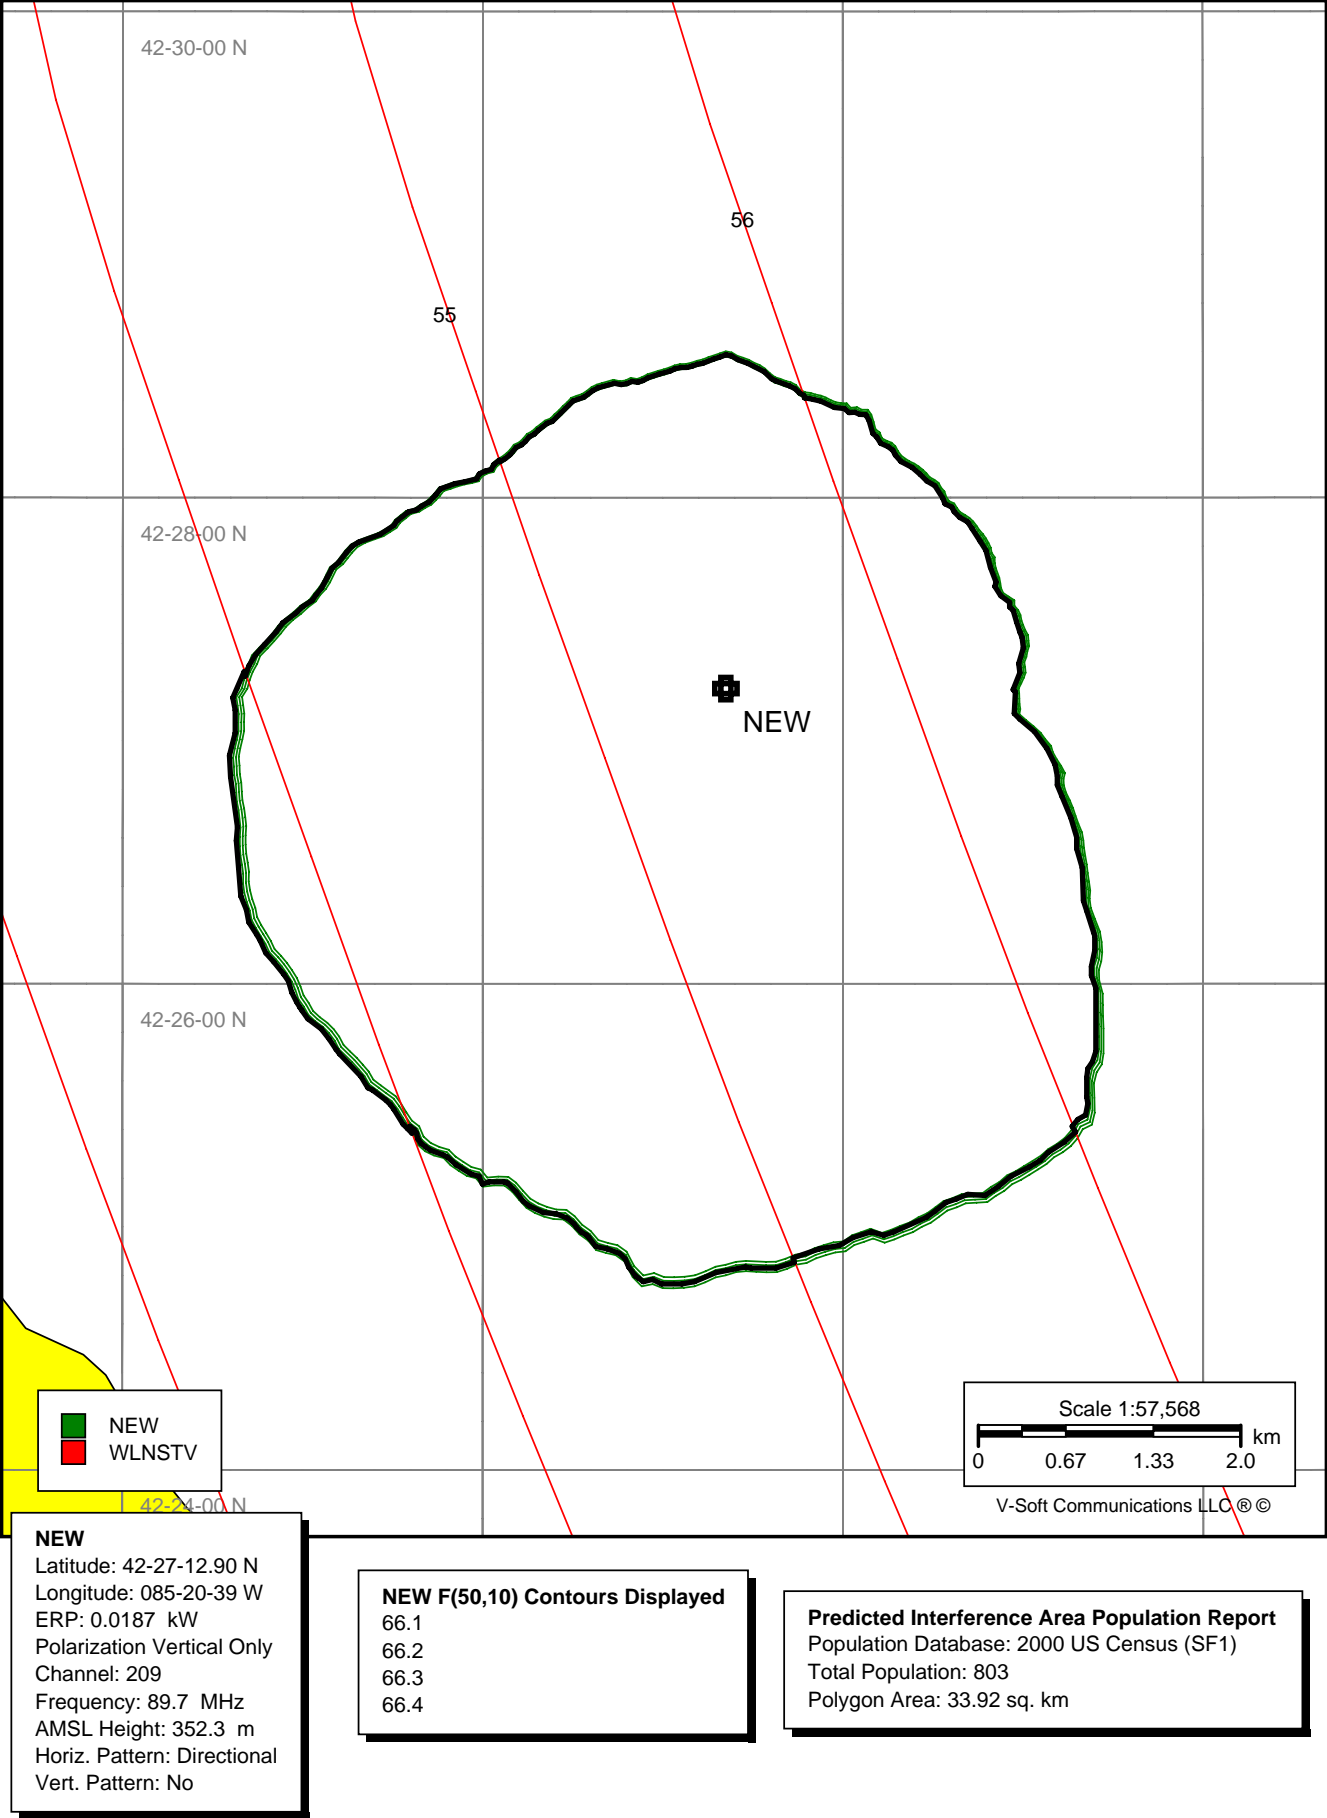 42-30-00 N
56
55
42-28-00 N
NEW
42-26-00 N
NEW
WLNSTV
Scale 1:57,568
km
0 0.67 1.33 2.0
42-24-00 N
V-Soft Communications LLC ® ©
NEW
Latitude: 42-27-12.90 N
Longitude: 085-20-39 W
ERP: 0.0187 kW
Polarization Vertical Only
Channel: 209
Frequency: 89.7 MHz
AMSL Height: 352.3 m
Horiz. Pattern: Directional
Vert. Pattern: No
NEW F(50,10) Contours Displayed
66.1
66.2
66.3
66.4
Predicted Interference Area Population Report
Population Database: 2000 US Census (SF1)
Total Population: 803
Polygon Area: 33.92 sq. km